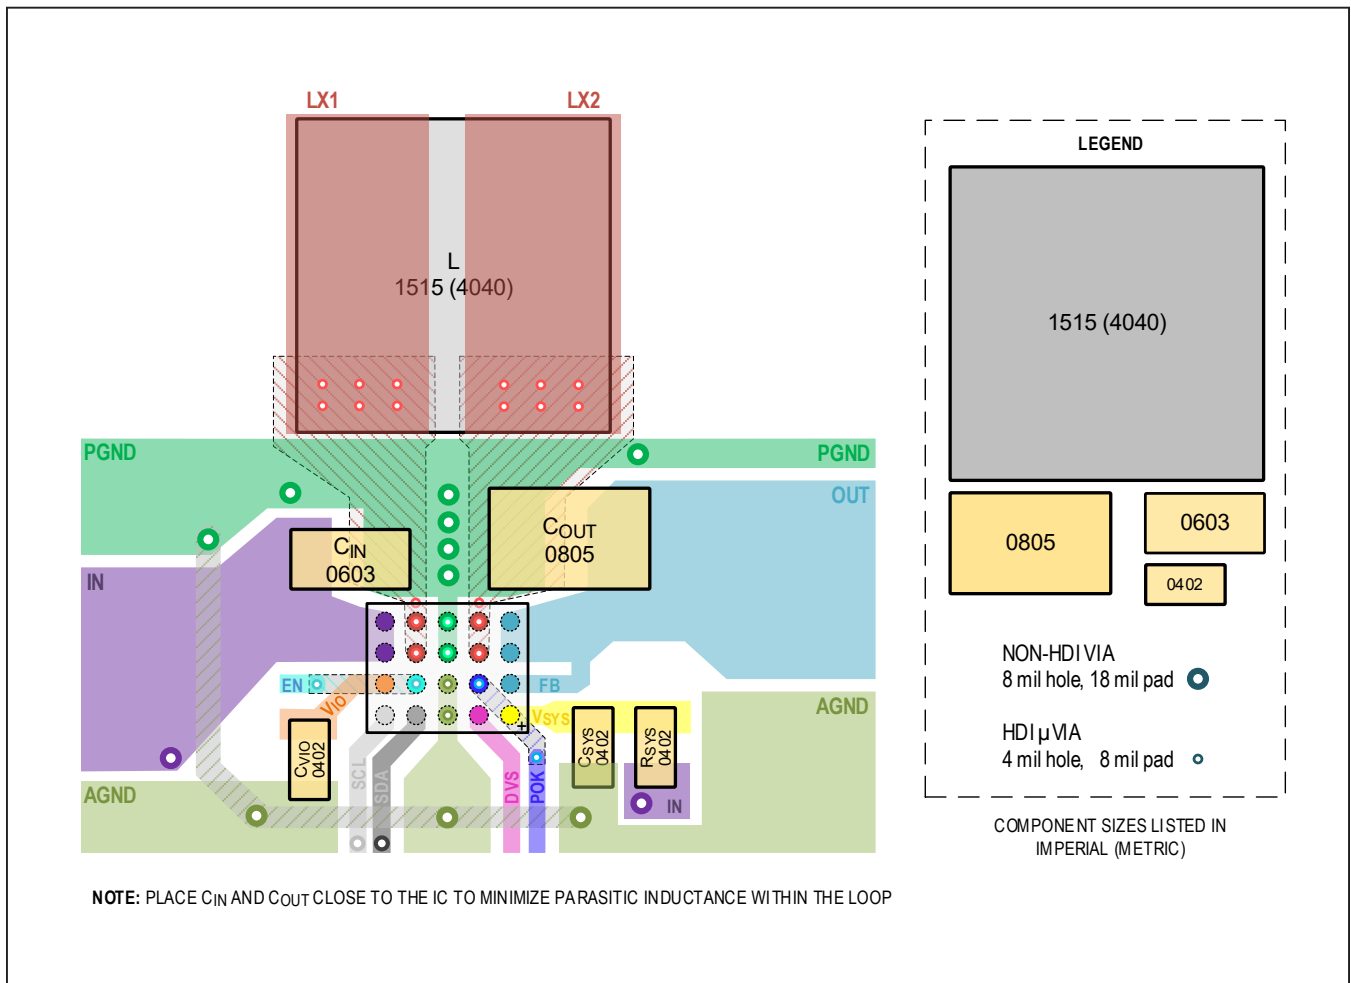 LX1
LX2
L
1515 (4040)
PGND
PGND
OUT
IN
CIN
0603
COUT
0805
EN
VIO
FB
VSYS
+
AGND
AGND
CVIO
0402
SCL
SDA
DVS
POK
CSYS
0402
RSYS
0402
IN
LEGEND
1515 (4040)
0805
0603
0402
NON-HDI VIA
8 mil hole, 18 mil pad
HDI µVIA
4 mil hole, 8 mil pad
COMPONENT SIZES LISTED IN
IMPERIAL (METRIC)
NOTE: PLACE CIN AND COUT CLOSE TO THE IC TO MINIMIZE PARASITIC INDUCTANCE WITHIN THE LOOP